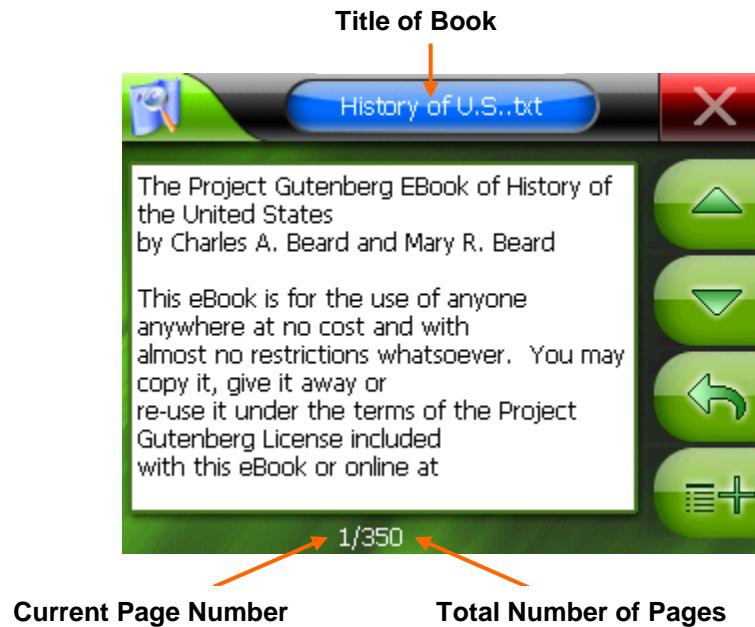 Title of Book
History of U.S..txt
The Project Gutenberg EBook of History of
the United States
by Charles A. Beard and Mary R. Beard
This eBook is for the use of anyone
anywhere at no cost and with
almost no restrictions whatsoever.  You may
copy it, give it away or
re-use it under the terms of the Project
Gutenberg License included
with this eBook or online at
1/350
Current Page Number
Total Number of Pages